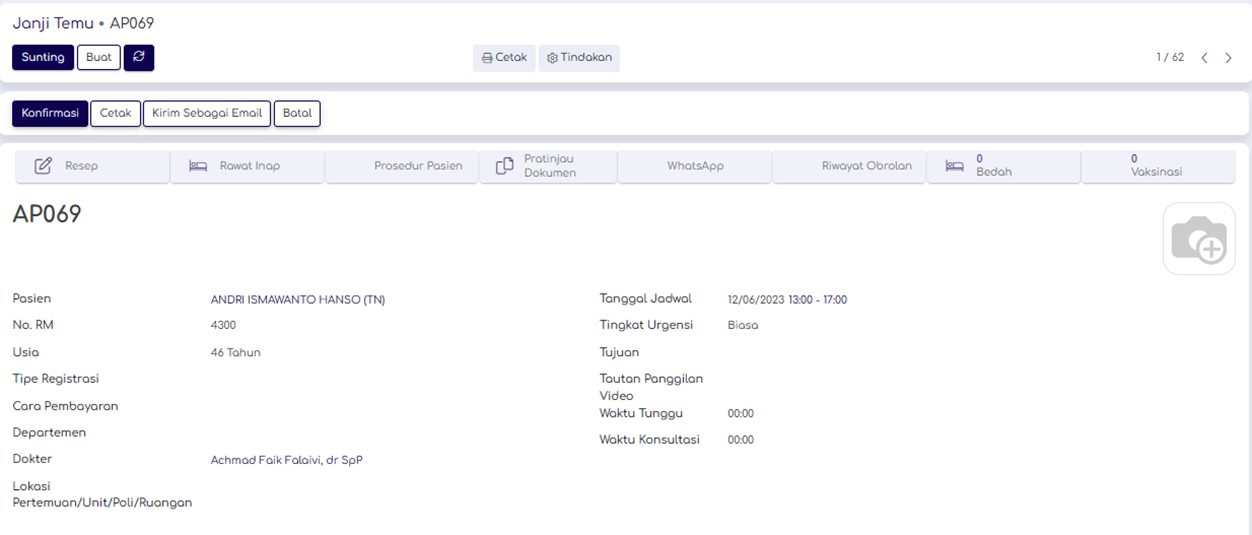 Janji Temu • AP069
Sunting Buat Cetak Tindakan 1 / 62
Konfirmasi Cetak Kirim Sebagai Email Batal
Resep Rawat Inap Prosedur Pasien Pratinjau Dokumen WhatsApp Riwayat Obrolan 0 Bedah 0 Vaksinasi
AP069
Pasien ANDRI ISMAWANTO HANSO (TN)
No. RM 4300
Usia 46 Tahun
Tipe Registrasi
Cara Pembayaran
Departemen
Dokter Achmad Faik Falaivi, dr SpP
Lokasi
Pertemuan/Unit/Poli/Ruangan
Tanggal Jadwal 12/06/2023 13:00 - 17:00
Tingkat Urgensi Biasa
Tujuan
Tautan Panggilan
Video
Waktu Tunggu 00:00
Waktu Konsultasi 00:00